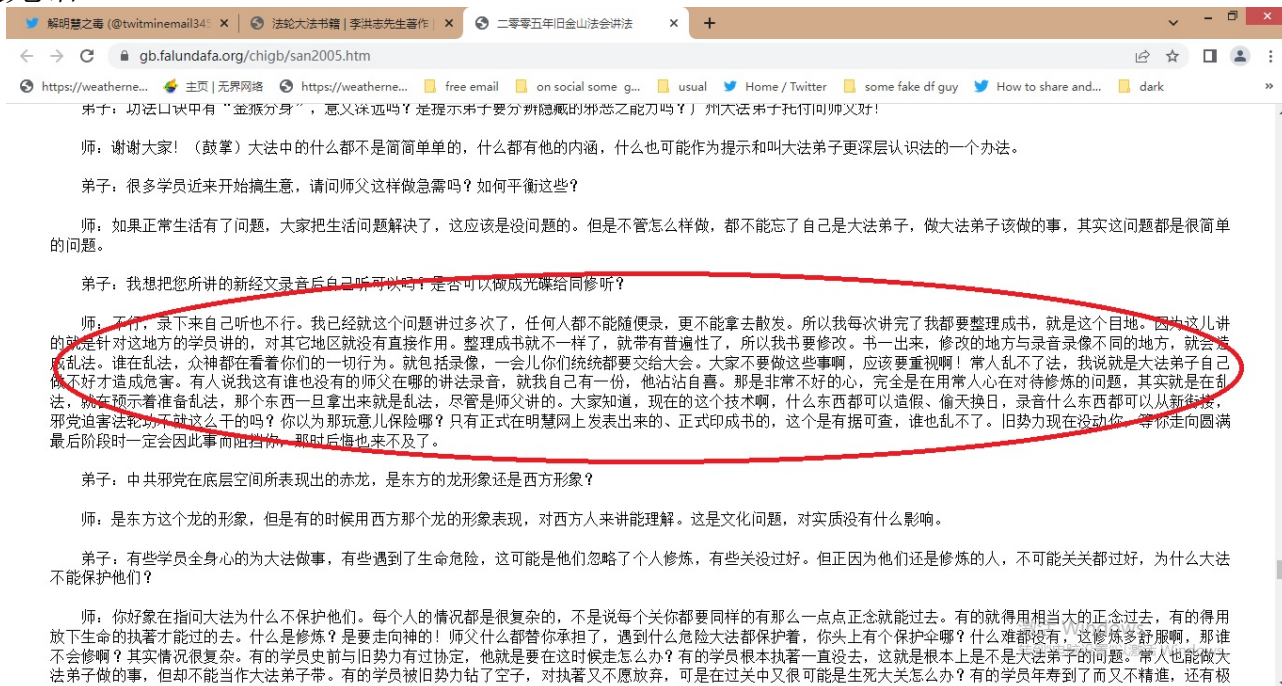 解明慧之毒 (@twitminemail345
法轮大法书籍 | 李洪志先生著作 |
二零零五年旧金山法会讲法
gb.falundafa.org/chigb/san2005.htm
https://weatherne...
主页 | 无界网络
https://weatherne...
free email
on social some g...
usual
Home / Twitter
some fake df guy
How to share and...
dark
»
弟子：功法口诀中有“金猴分身”，意义深远吗？是提示弟子要分辨隐藏的邪恶之能力吗？广州大法弟子托付问师父好！
师：谢谢大家！（鼓掌）大法中的什么都不是简简单单的，什么都有他的内涵，什么也可能作为提示和叫大法弟子更深层认识法的一个办法。
弟子：很多学员近来开始搞生意，请问师父这样做急需吗？如何平衡这些？
师：如果正常生活有了问题，大家把生活问题解决了，这应该是没问题的。但是不管怎么样做，都不能忘了自己是大法弟子，做大法弟子该做的事，其实这问题都是很简单
的问题。
弟子：我想把您所讲的新经文录音后自己听可以吗？是否可以做成光碟给同修听？
师：不行，录下来自己听也不行。我已经就这个问题讲过多次了，任何人都不能随便录，更不能拿去散发。所以我每次讲完了我都要整理成书，就是这个目地。因为这儿讲
的就是针对这地方的学员讲的，对其它地区就没有直接作用。整理成书就不一样了，就带有普遍性了，所以我书要修改。书一出来，修改的地方与录音录像不同的地方，就会造
成乱法。谁在乱法，众神都在看着你们的一切行为。就包括录像，一会儿你们统统都要交给大会。大家不要做这些事啊，应该要重视啊！常人乱不了法，我说就是大法弟子自己
做不好才造成危害。有人说我这有谁也没有的师父在哪的讲法录音，就我自己有一份，他沾沾自喜。那是非常不好的心，完全是在用常人心在对待修炼的问题，其实就是在乱
法，就在预示着准备乱法，那个东西一旦拿出来就是乱法，尽管是师父讲的。大家知道，现在的这个技术啊，什么东西都可以造假、偷天换日，录音什么东西都可以从新衔接，
邪党迫害法轮功不就这么干的吗？你以为那玩意儿保险哪？只有正式在明慧网上发表出来的、正式印成书的，这个是有据可查，谁也乱不了。旧势力现在没动你，等你走向圆满
最后阶段时一定会因此事而阻挡你，那时后悔也来不及了。
弟子：中共邪党在底层空间所表现出的赤龙，是东方的龙形象还是西方形象？
师：是东方这个龙的形象，但是有的时候用西方那个龙的形象表现，对西方人来讲能理解。这是文化问题，对实质没有什么影响。
弟子：有些学员全身心的为大法做事，有些遇到了生命危险，这可能是他们忽略了个人修炼，有些关没过好。但正因为他们还是修炼的人，不可能关关都过好，为什么大法
不能保护他们？
师：你好象在指问大法为什么不保护他们。每个人的情况都是很复杂的，不是说每个关你都要同样的有那么一点点正念就能过去。有的就得用相当大的正念过去，有的得用
放下生命的执著才能过的去。什么是修炼？是要走向神的！师父什么都替你承担了，遇到什么危险大法都保护着，你头上有个保护伞哪？什么难都没有，这修炼多舒服啊，那谁
不会修啊？其实情况很复杂。有的学员史前与旧势力有过协定，他就是要在这时候走怎么办？有的学员根本执著一直没去，这就是根本上是不是大法弟子的问题。常人也能做大
法弟子做的事，但却不能当作大法弟子带。有的学员被旧势力钻了空子，对执著又不愿放弃，可是在过关中又很可能是生死大关怎么办？有的学员年寿到了而又不精進，还有极